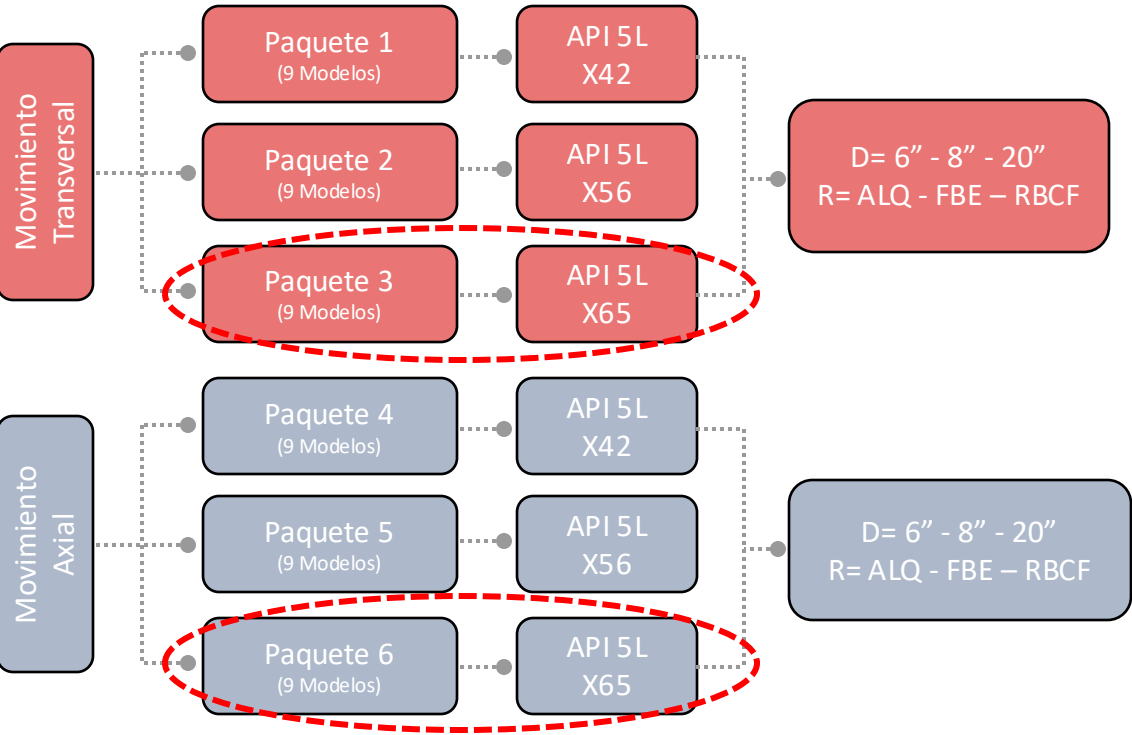 Movimiento
Transversal
Paquete 1
(9 Modelos)
API 5L
X42
Paquete 2
(9 Modelos)
API 5L
X56
Paquete 3
(9 Modelos)
API 5L
X65
D= 6” - 8” - 20”
R= ALQ - FBE – RBCF
Movimiento
Axial
Paquete 4
(9 Modelos)
API 5L
X42
Paquete 5
(9 Modelos)
API 5L
X56
Paquete 6
(9 Modelos)
API 5L
X65
D= 6” - 8” - 20”
R= ALQ - FBE – RBCF